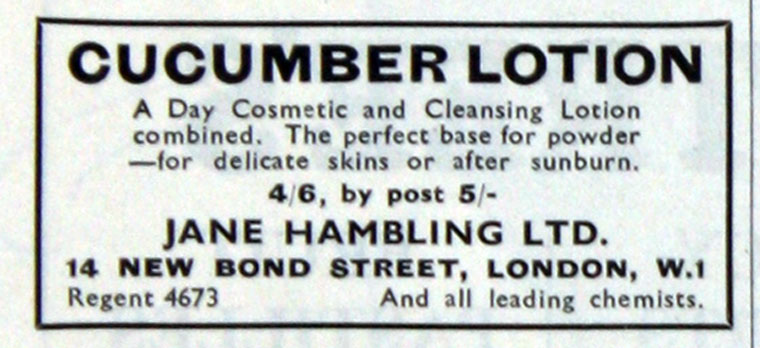 CUCUMBER LOTION
A Day Cosmetic and Cleansing Lotion
combined. The perfect base for powder
—for delicate skins or after sunburn.
4/6, by post 5/-
JANE HAMBLING LTD.
14 NEW BOND STREET, LONDON, W.1
Regent 4673 And all leading chemists.